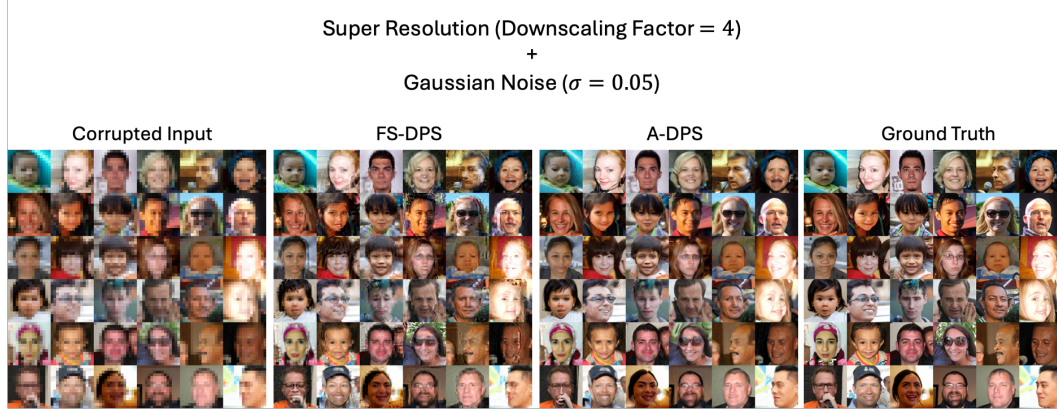 Super Resolution (Downscaling Factor = 4)
+
Gaussian Noise (σ = 0.05)
Corrupted Input
FS-DPS
A-DPS
Ground Truth